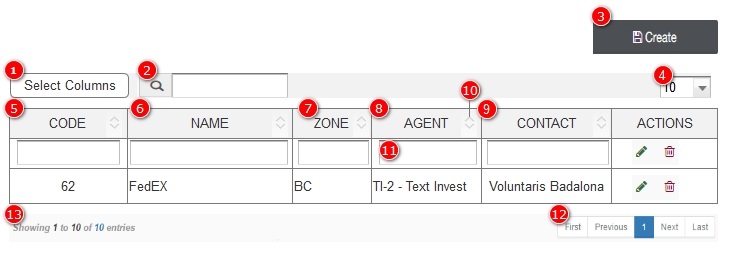 3 Create
1 Select Columns 2 4 10
5 CODE 6 NAME 7 ZONE 8 AGENT 10 9 CONTACT ACTIONS
11
62 FedEX BC TI-2 - Text Invest Voluntaris Badalona
13 Showing 1 to 10 of 10 entries 12 First Previous 1 Next Last